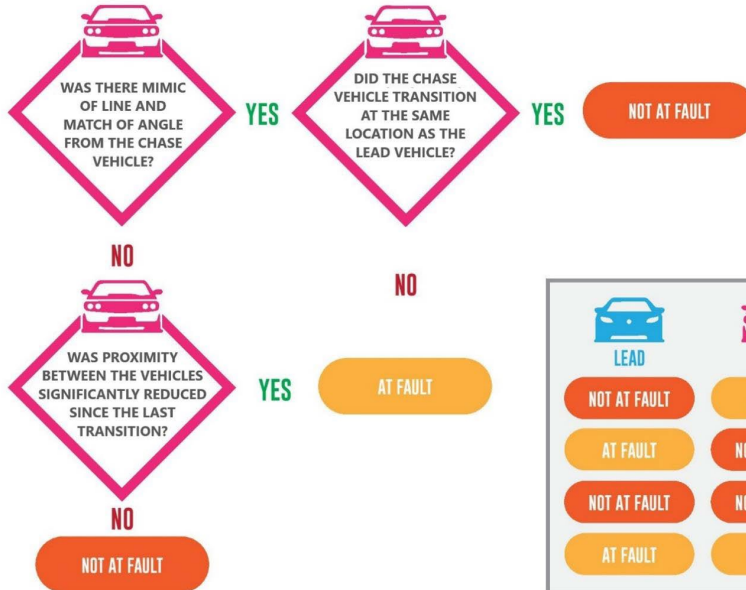 WAS THERE MIMIC
OF LINE AND
MATCH OF ANGLE
FROM THE CHASE
VEHICLE?
YES
DID THE CHASE
VEHICLE TRANSITION
AT THE SAME
LOCATION AS THE
LEAD VEHICLE?
YES
NOT AT FAULT
NO
NO
WAS PROXIMITY
BETWEEN THE VEHICLES
SIGNIFICANTLY REDUCED
SINCE THE LAST
TRANSITION?
YES
AT FAULT
NO
NOT AT FAULT
LEAD
NOT AT FAULT
AT FAULT
NOT AT FAULT
AT FAULT